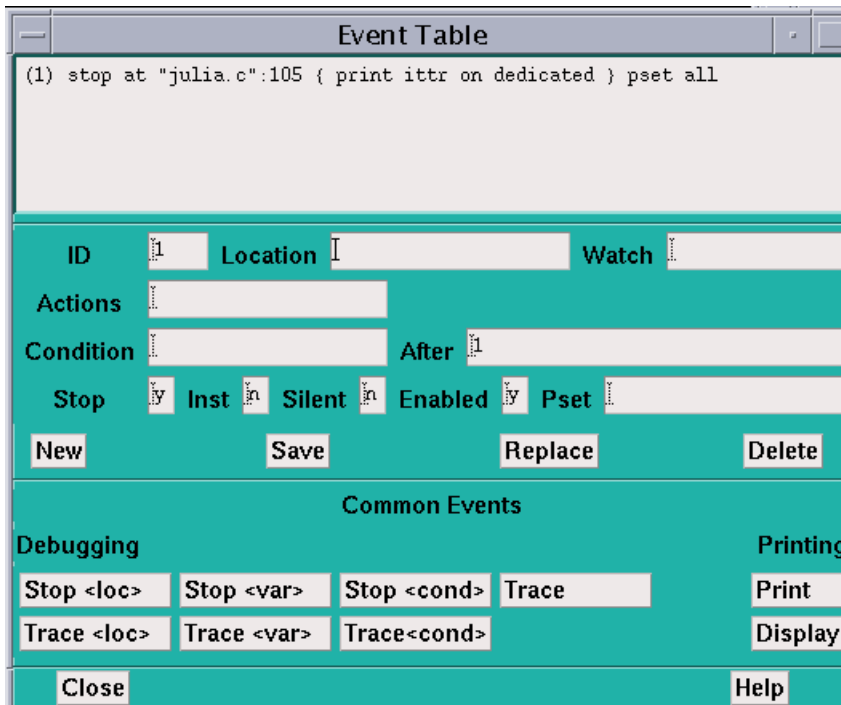 Event Table
(1) stop at "julia.c":105 { print ittr on dedicated } pset all
ID 1 Location Watch
Actions
Condition After 1
Stop y Inst n Silent n Enabled y Pset
New Save Replace Delete
Common Events
Debugging Printing
Stop <loc> Stop <var> Stop <cond> Trace Print
Trace <loc> Trace <var> Trace<cond> Display
Close Help